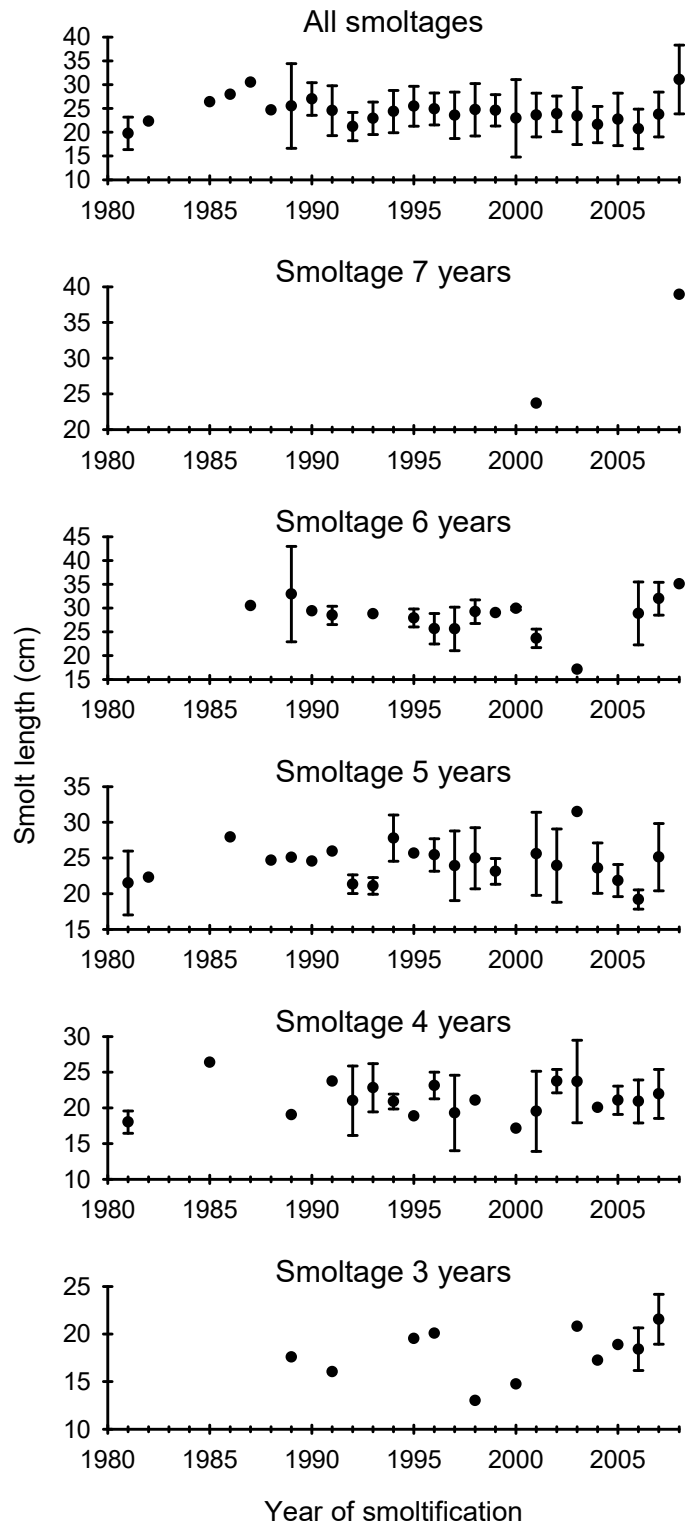 All smoltages
40
35
30
25
20
15
10
1980 1985 1990 1995 2000 2005
Smoltage 7 years
40
35
30
25
20
1980 1985 1990 1995 2000 2005
Smoltage 6 years
45
40
35
30
25
20
15
1980 1985 1990 1995 2000 2005
Smolt length (cm)
Smoltage 5 years
35
30
25
20
15
1980 1985 1990 1995 2000 2005
Smoltage 4 years
30
25
20
15
10
1980 1985 1990 1995 2000 2005
Smoltage 3 years
25
20
15
10
1980 1985 1990 1995 2000 2005
Year of smoltification